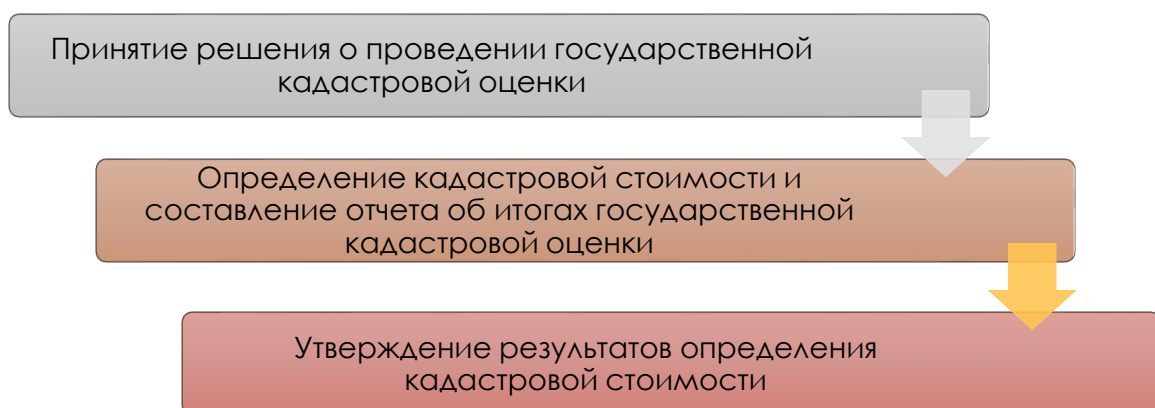 Принятие решения о проведении государственной
кадастровой оценки
Определение кадастровой стоимости и
составление отчета об итогах государственной
кадастровой оценки
Утверждение результатов определения
кадастровой стоимости